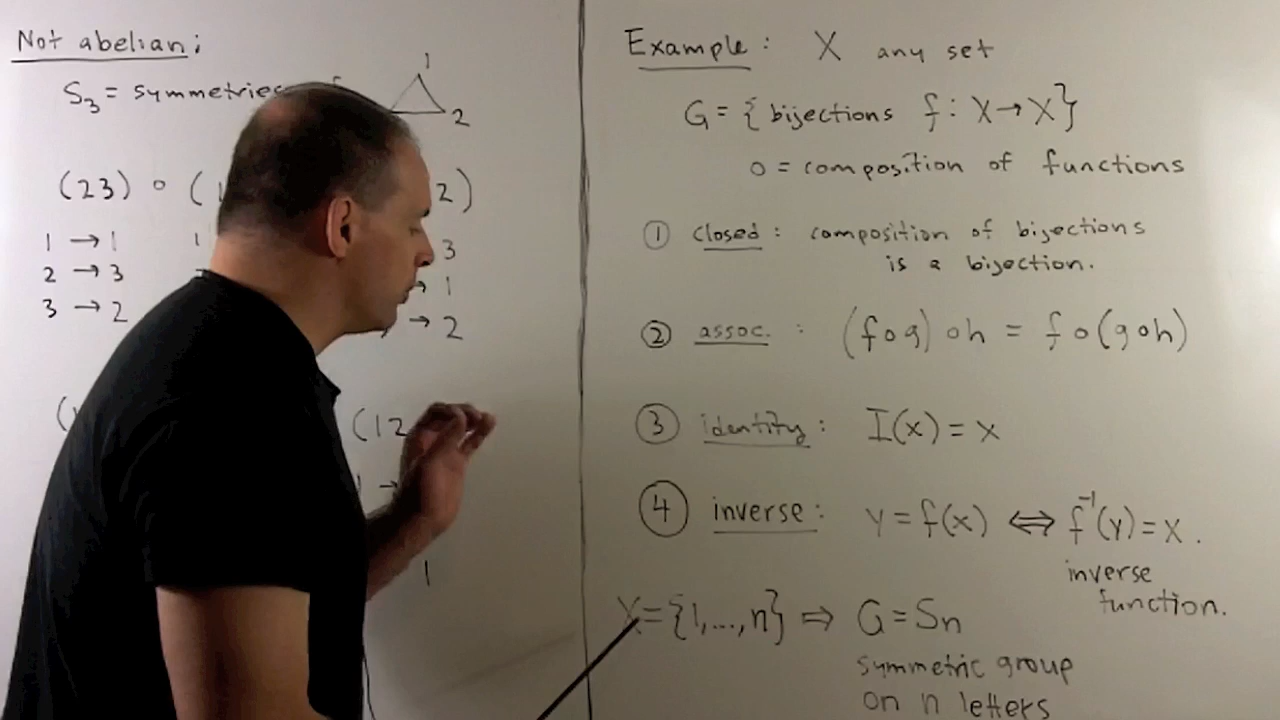 Not abelian:
S3 = symmetries
1
2
(23) ∘ (
2)
1 → 1
1
3
2 → 3
→ 1
3 → 2
→ 2
(
(12
1 →
1
Example: X any set
G = { bijections f: X → X }
∘ = composition of functions
① closed: composition of bijections
is a bijection.
② assoc. : (f∘g)∘h = f∘(g∘h)
③ identity: I(x) = x
④ inverse: y = f(x) ⇔ f⁻¹(y) = x.
inverse
function.
X = {1,...,n} ⇒ G = Sn
symmetric group
on n letters